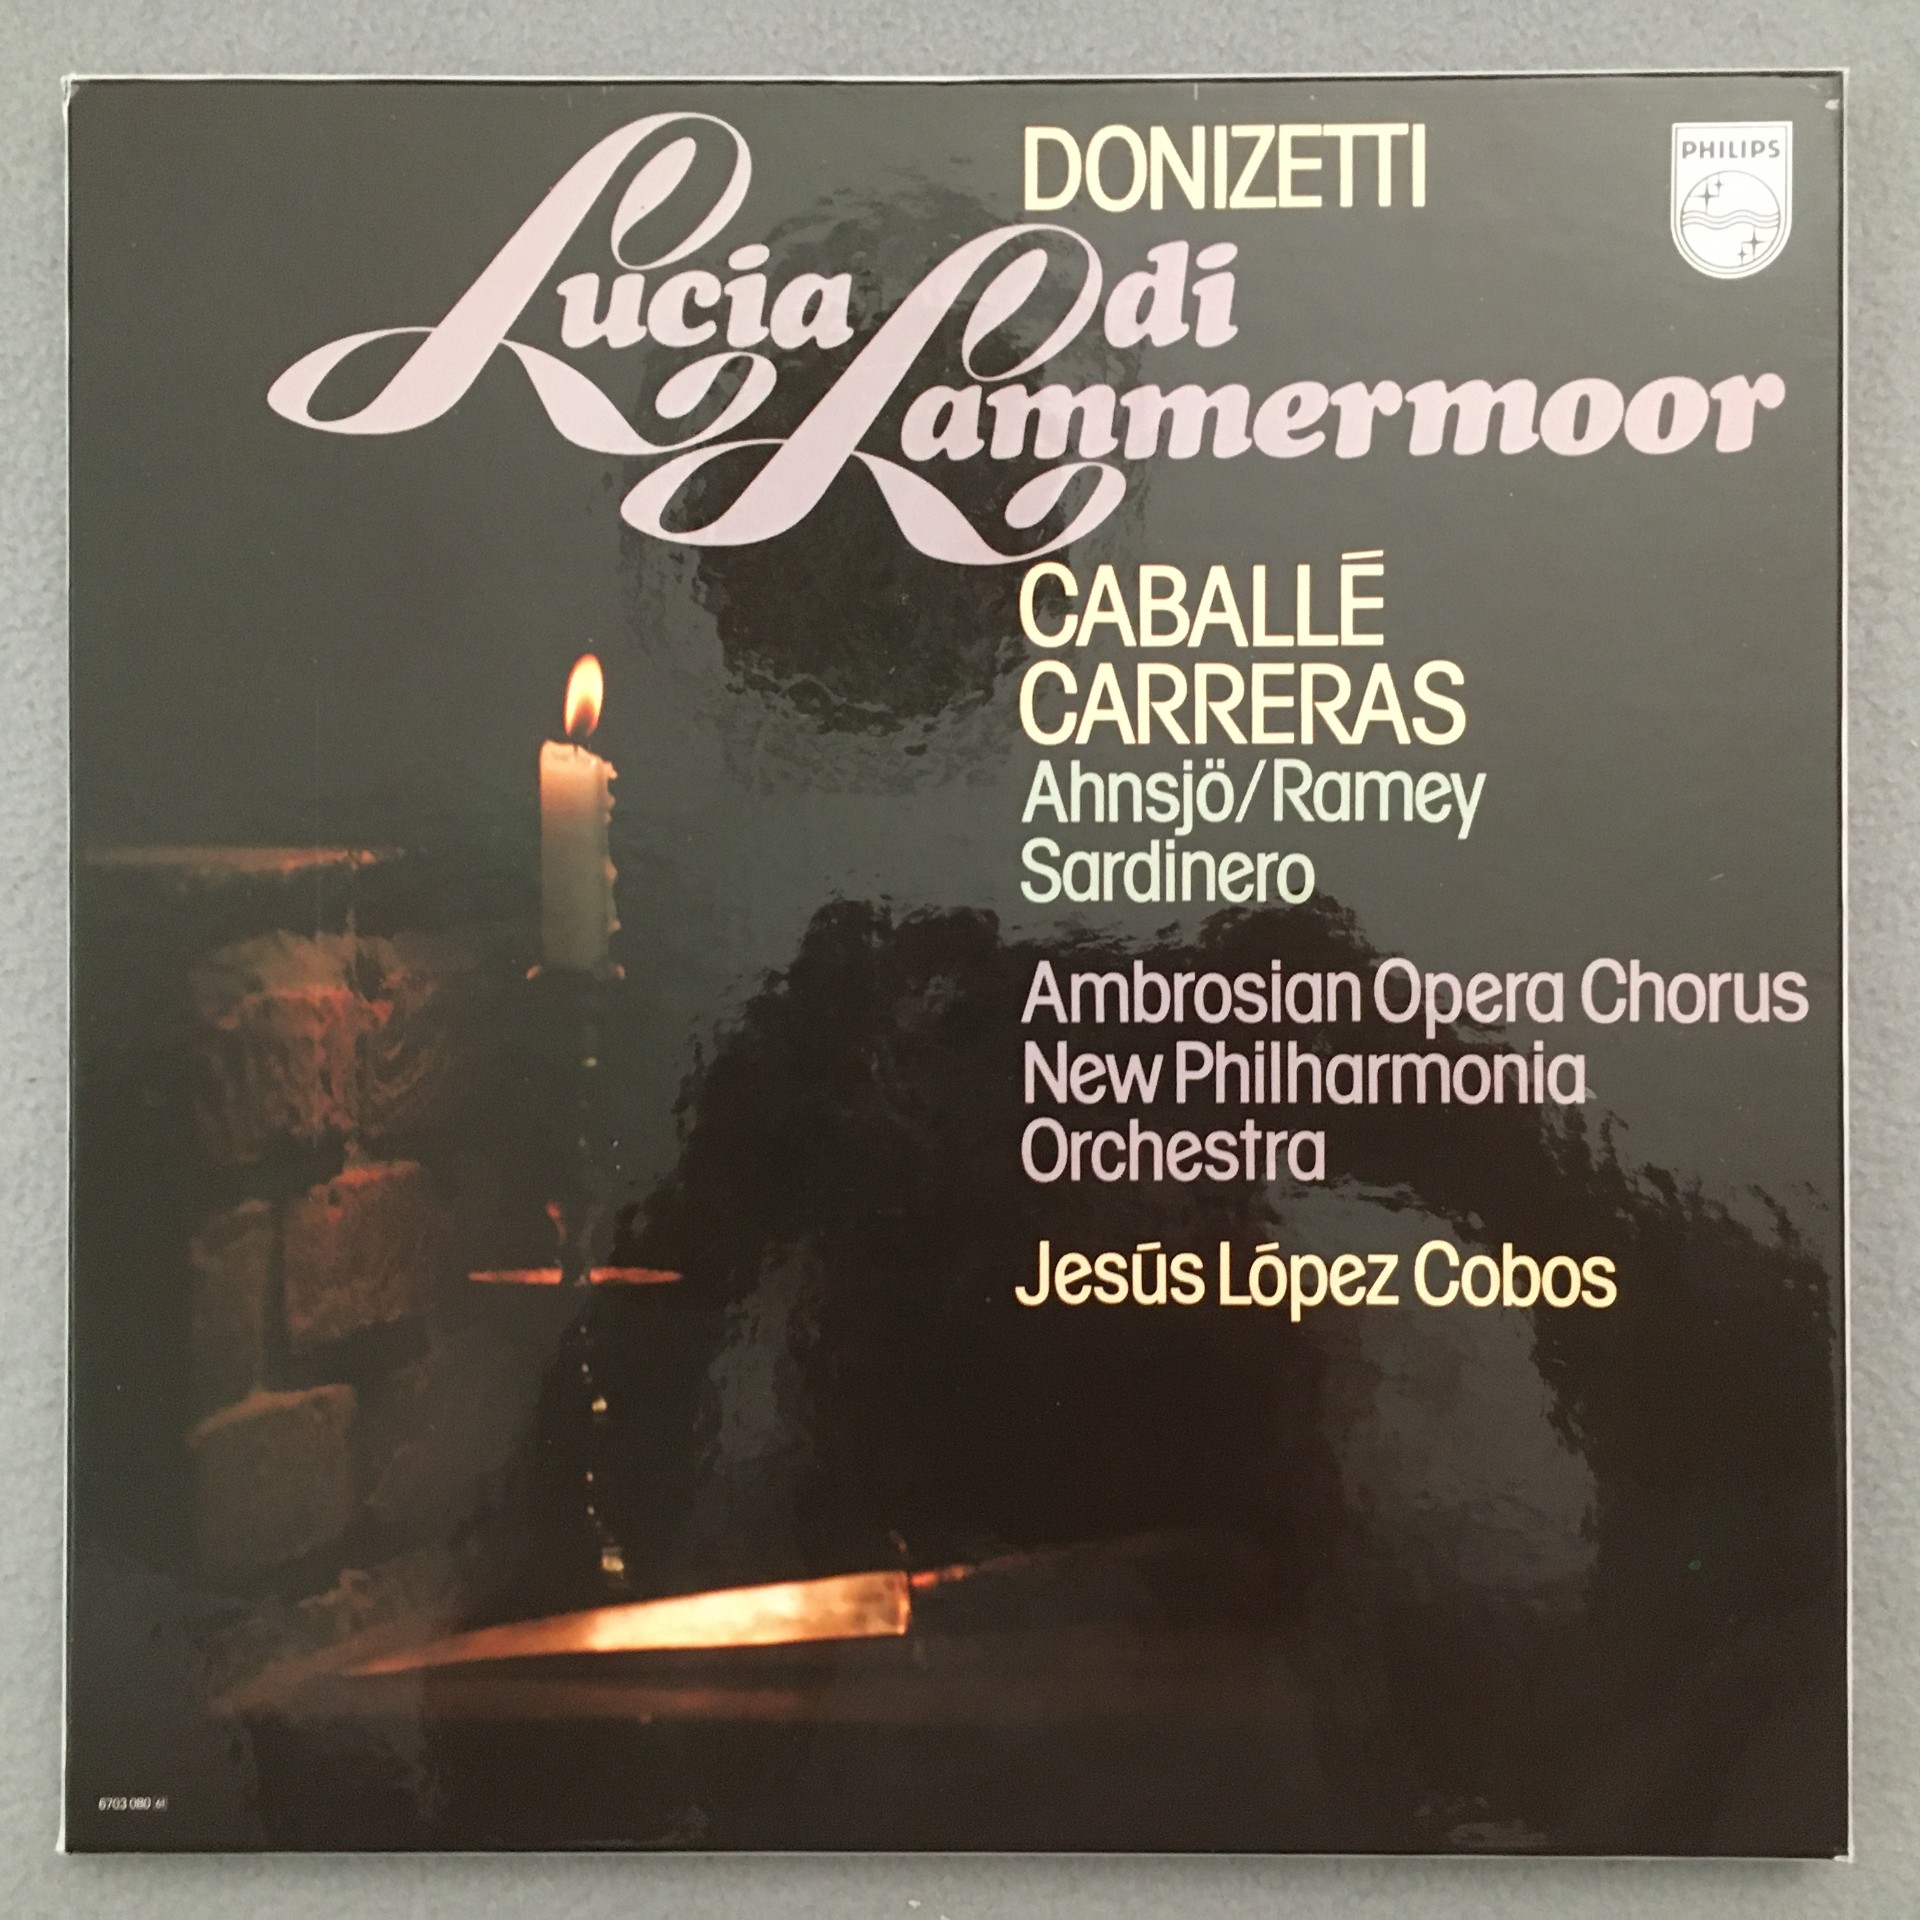 DONIZETTI
PHILIPS
Lucia di
Lammermoor
CABALLÉ
CARRERAS
Ahnsjö/Ramey
Sardinero
Ambrosian Opera Chorus
New Philharmonia
Orchestra
Jesús López Cobos
6703 080